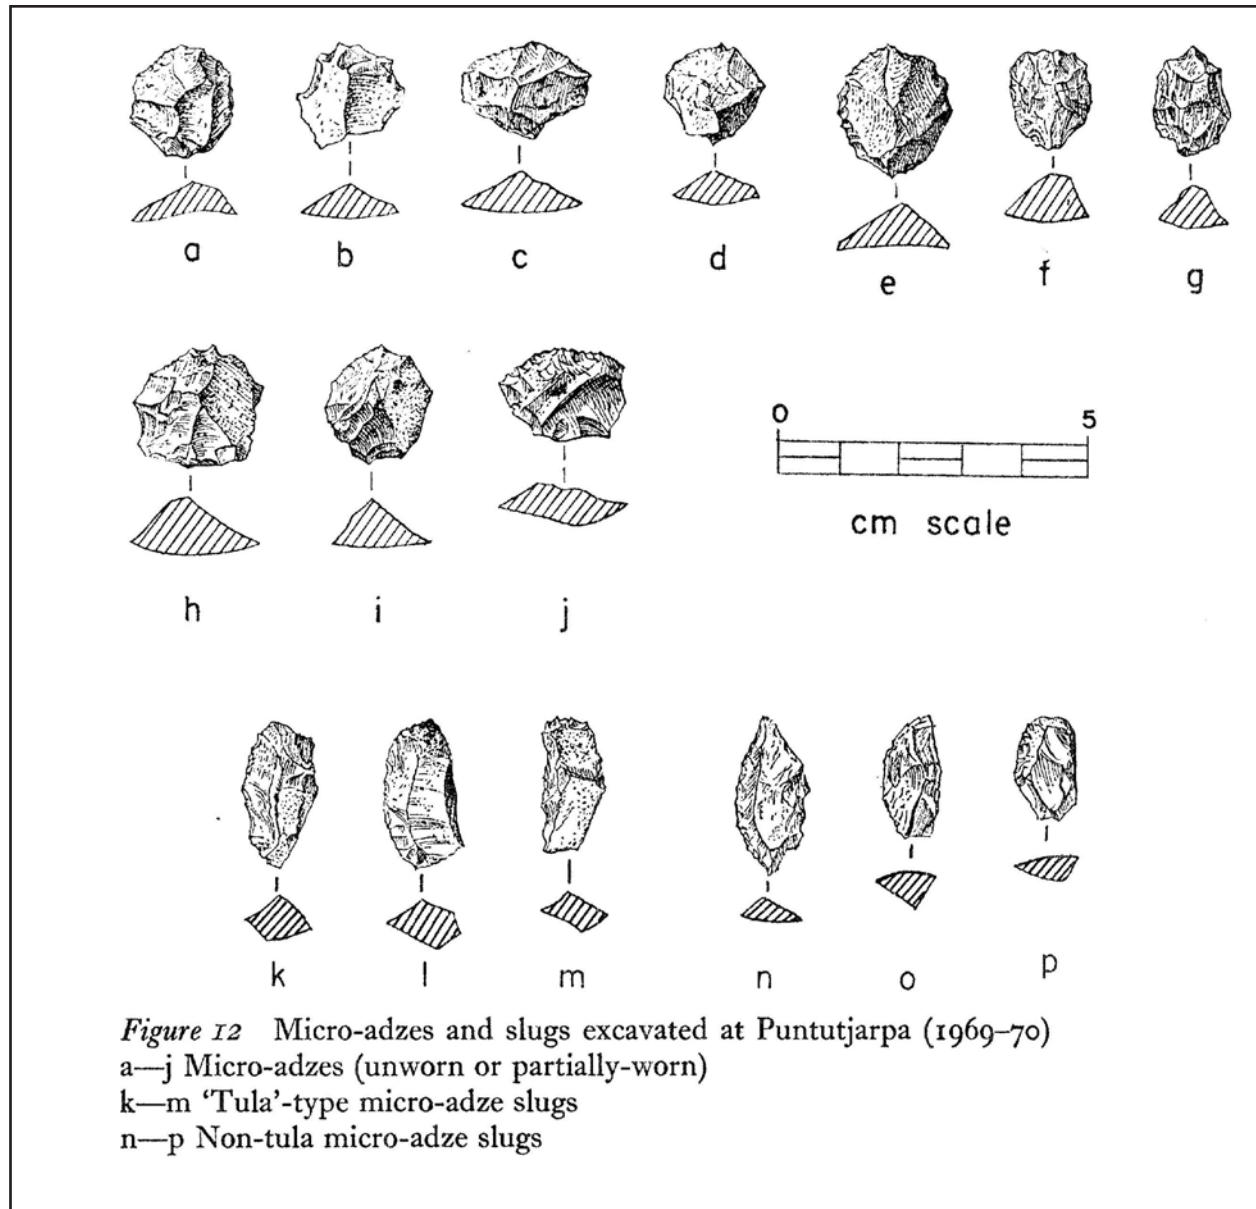 a b c d e f g
h i j
0 5
cm scale
k l m n o p
Figure 12 Micro-adzes and slugs excavated at Puntutjarpa (1969–70)
a—j Micro-adzes (unworn or partially-worn)
k—m ‘Tula’-type micro-adze slugs
n—p Non-tula micro-adze slugs